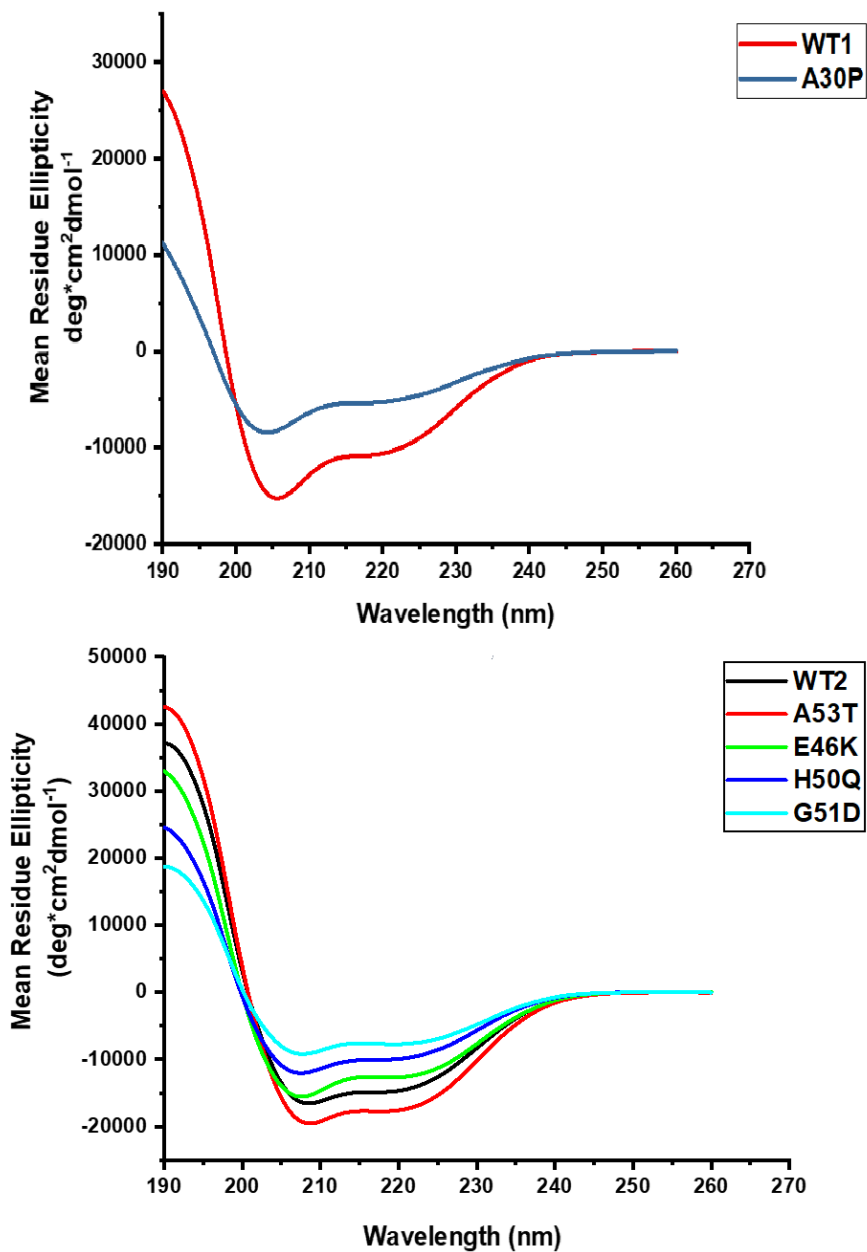 WT1
A30P
Mean Residue Ellipticity
deg*cm²dmol⁻¹
30000
20000
10000
0
-10000
-20000
190 200 210 220 230 240 250 260 270
Wavelength (nm)
WT2
A53T
E46K
H50Q
G51D
Mean Residue Ellipticity
(deg*cm²dmol⁻¹)
50000
40000
30000
20000
10000
0
-10000
-20000
190 200 210 220 230 240 250 260 270
Wavelength (nm)